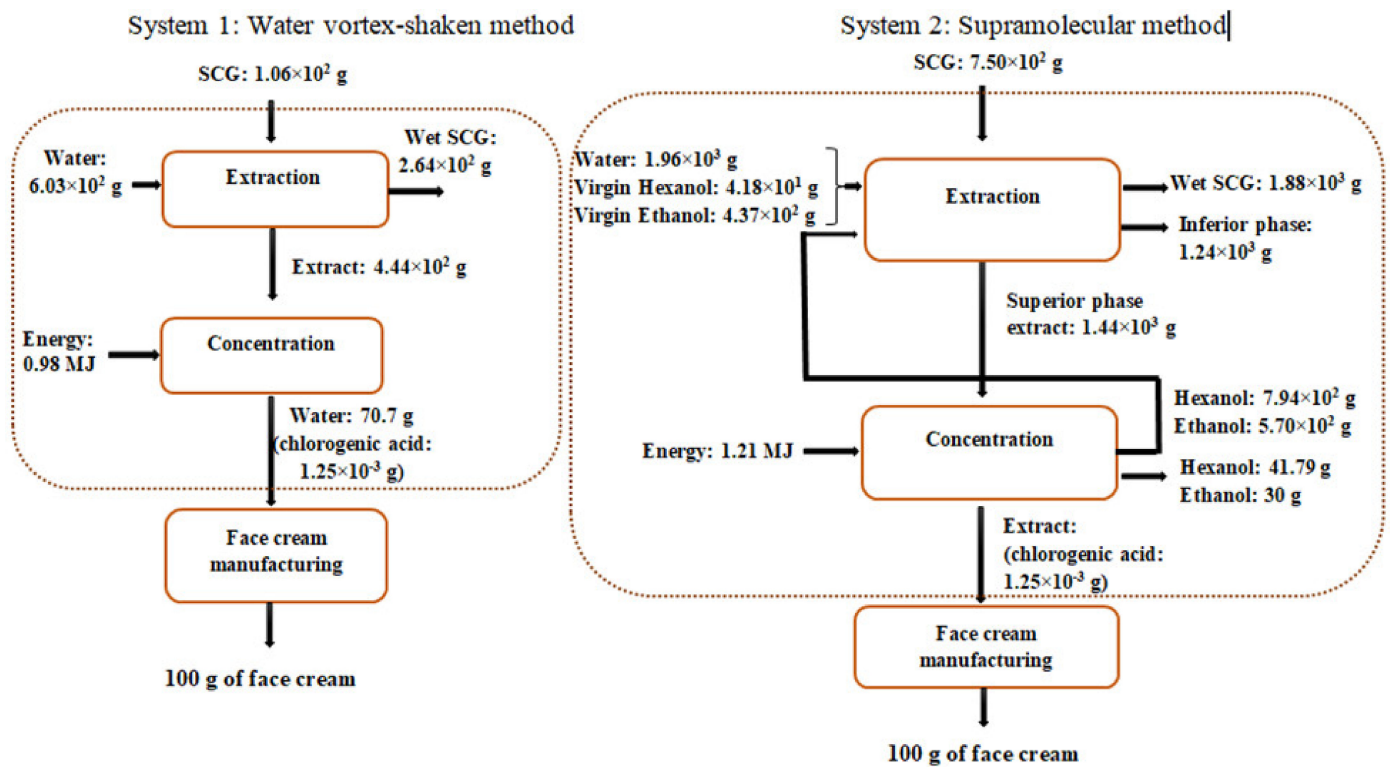 System 1: Water vortex-shaken method
SCG: 1.06×10² g
Water:
6.03×10² g
Extraction
Wet SCG:
2.64×10² g
Extract: 4.44×10² g
Energy:
0.98 MJ
Concentration
Water: 70.7 g
(chlorogenic acid:
1.25×10⁻³ g)
Face cream
manufacturing
100 g of face cream
System 2: Supramolecular method
SCG: 7.50×10² g
Water: 1.96×10³ g
Virgin Hexanol: 4.18×10¹ g
Virgin Ethanol: 4.37×10² g
Extraction
Wet SCG: 1.88×10³ g
Inferior phase:
1.24×10³ g
Superior phase
extract: 1.44×10³ g
Hexanol: 7.94×10² g
Ethanol: 5.70×10² g
Energy: 1.21 MJ
Concentration
Hexanol: 41.79 g
Ethanol: 30 g
Extract:
(chlorogenic acid:
1.25×10⁻³ g)
Face cream
manufacturing
100 g of face cream